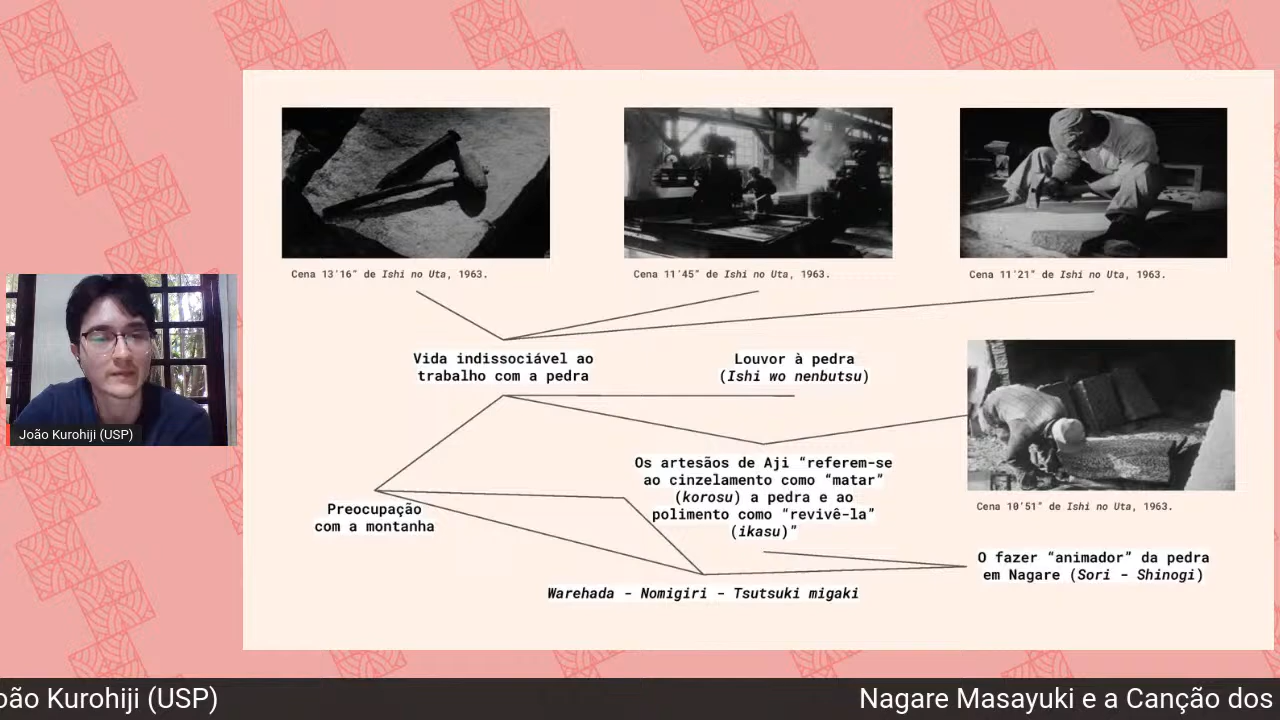 Cena 13'16" de Ishi no Uta, 1963.
Cena 11'45" de Ishi no Uta, 1963.
Cena 11'21" de Ishi no Uta, 1963.
Vida indissociável ao
trabalho com a pedra
Louvor à pedra
(Ishi wo nenbutsu)
Os artesãos de Aji “referem-se
ao cinzelamento como “matar”
(korosu) a pedra e ao
polimento como “revivê-la”
(ikasu)”
Preocupação
com a montanha
Cena 10'51" de Ishi no Uta, 1963.
O fazer “animador” da pedra
em Nagare (Sori - Shinogi)
Warehada - Nomigiri - Tsutsuki migaki
João Kurohiji (USP)
oão Kurohiji (USP)
Nagare Masayuki e a Canção dos